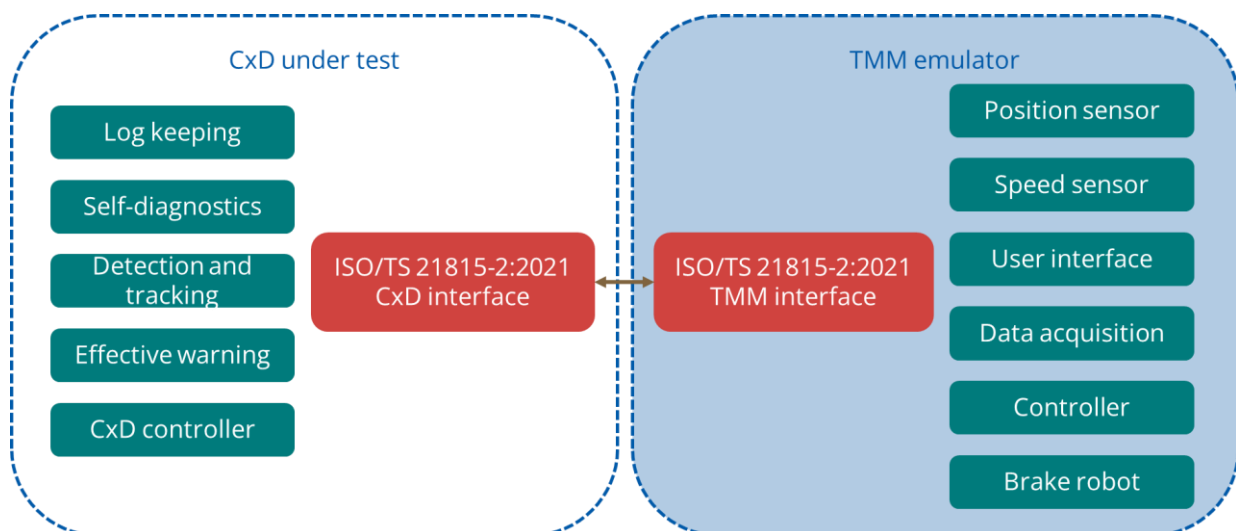 CxD under test
Log keeping
Self-diagnostics
Detection and
tracking
Effective warning
CxD controller
ISO/TS 21815-2:2021
CxD interface
TMM emulator
ISO/TS 21815-2:2021
TMM interface
Position sensor
Speed sensor
User interface
Data acquisition
Controller
Brake robot